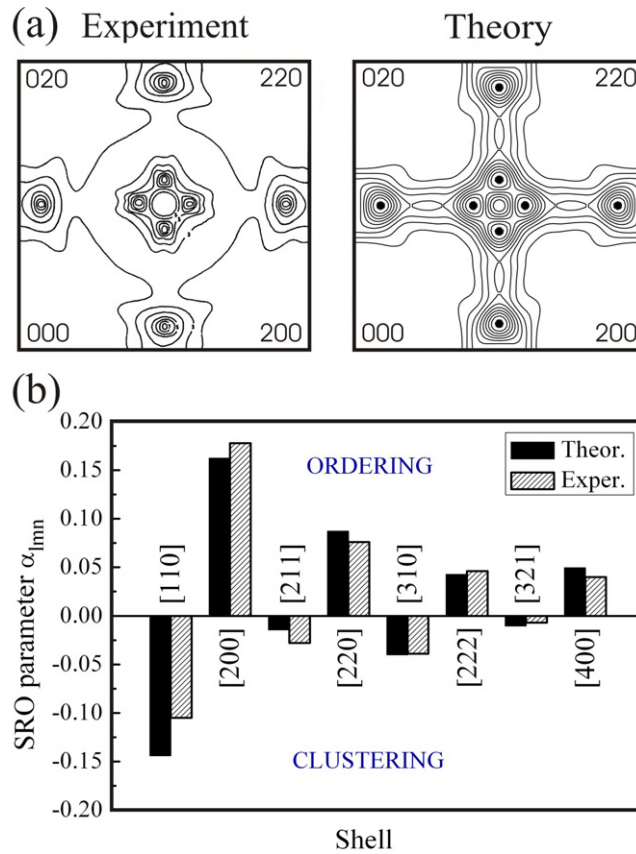 (a) Experiment Theory
020 220 020 220
000 200 000 200
(b)
0.20
0.15
0.10
0.05
0.00
-0.05
-0.10
-0.15
-0.20
SRO parameter αlmn
ORDERING
Theor.
Exper.
[110] [211] [310] [321]
[200] [220] [222] [400]
CLUSTERING
Shell